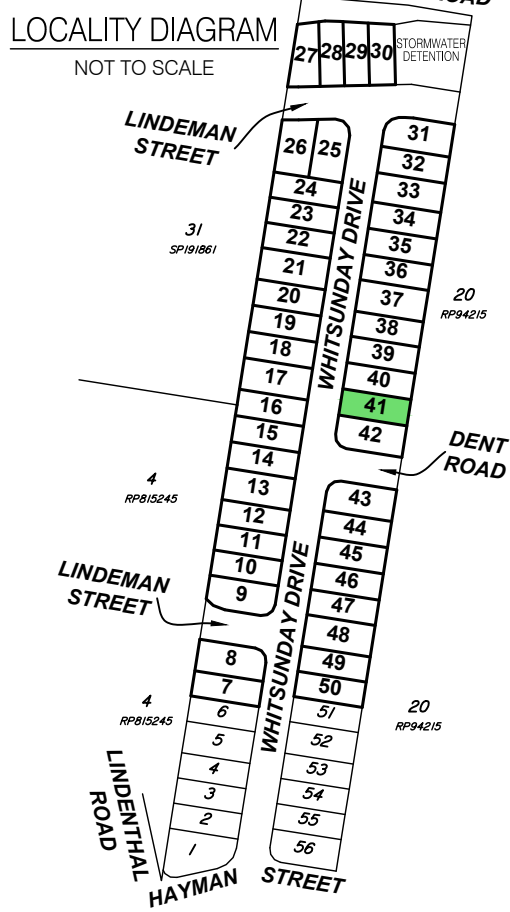 ROAD
LOCALITY DIAGRAM
NOT TO SCALE
27 28 29 30
STORMWATER
DETENTION
LINDEMAN
STREET
26 25
31
24
32
23
33
22
34
21
35
20
36
19
37
18
38
17
39
16
40
15
41
14
42
13
43
12
44
11
45
10
46
9
47
8
48
7
49
6
50
5
51
4
52
3
53
2
54
1
55
56
WHITSUNDAY DRIVE
31
SP191861
20
RP94215
DENT
ROAD
4
RP815245
LINDEMAN
STREET
WHITSUNDAY DRIVE
4
RP815245
20
RP94215
LINDENTHAL
ROAD
HAYMAN STREET